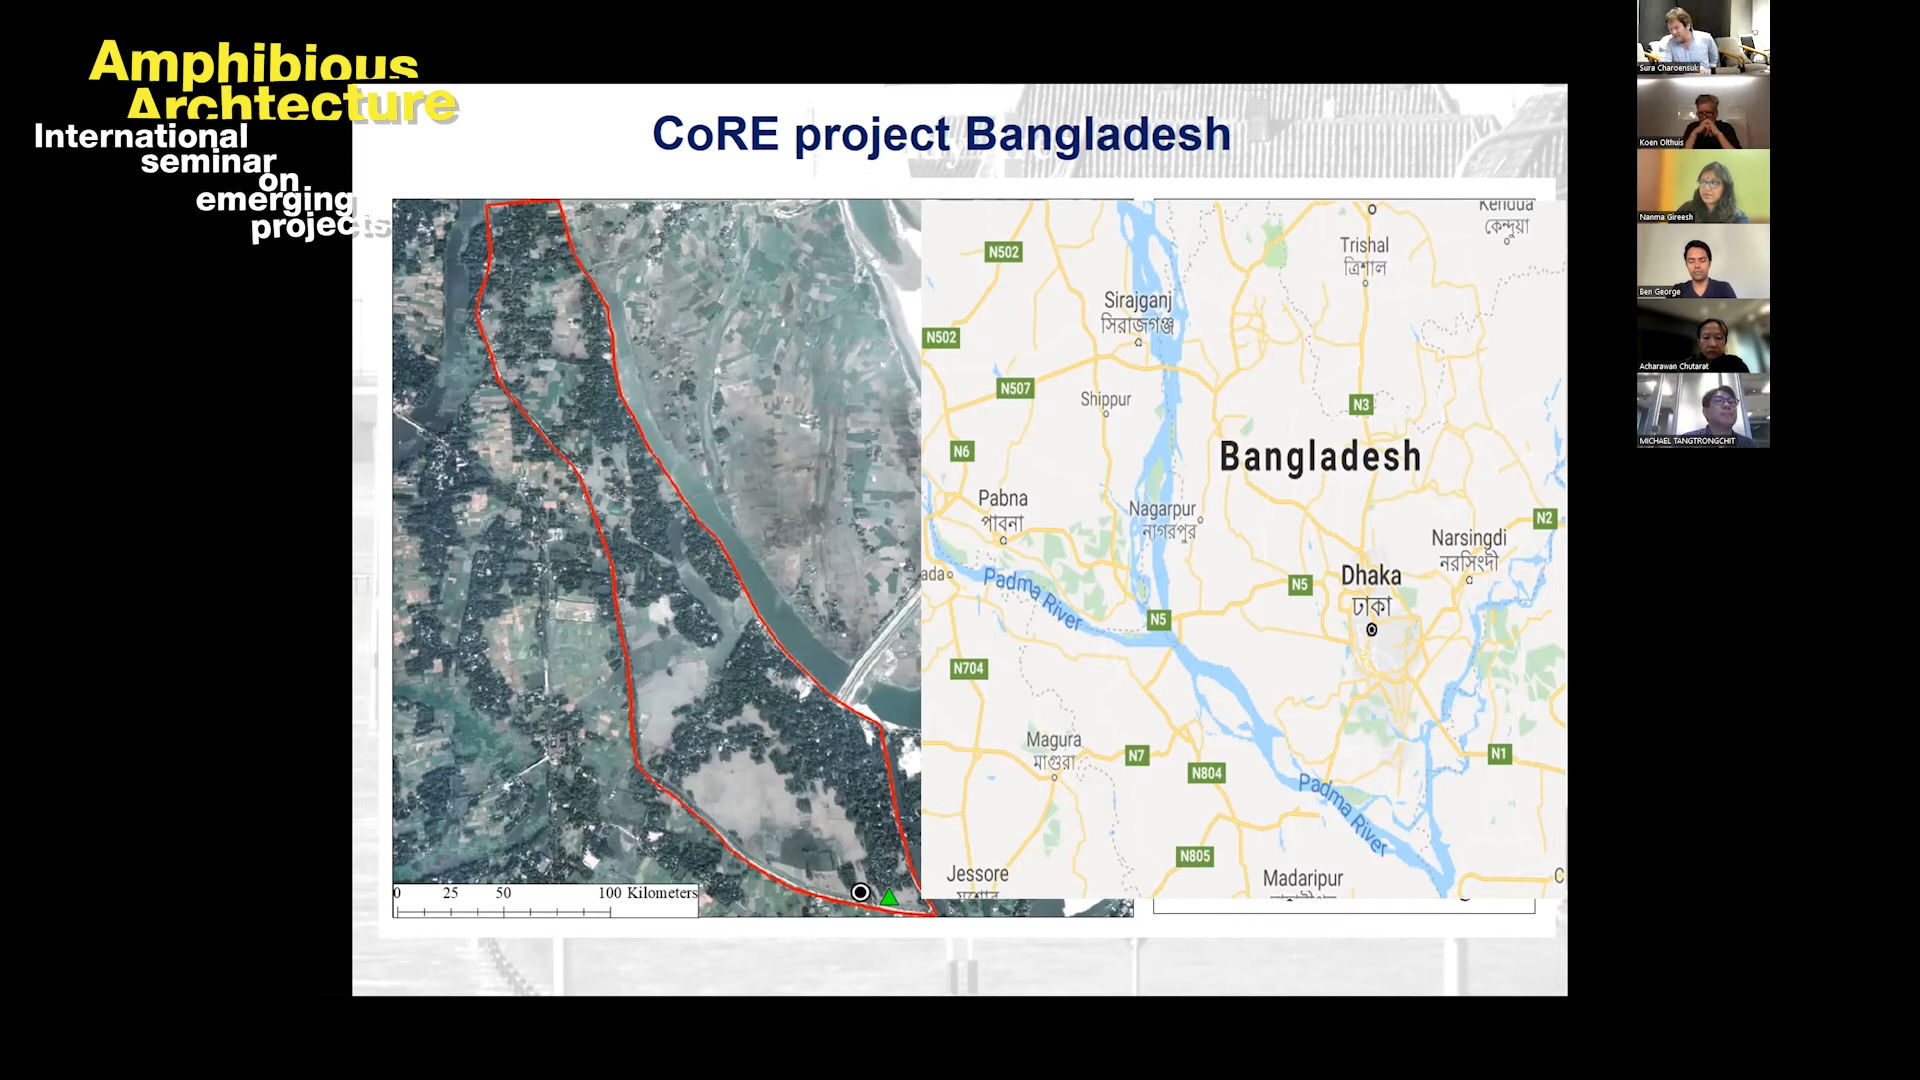 Amphibious
Archtecture
International
seminar
on
emerging
projects
CoRE project Bangladesh
Kendua
কেন্দুয়া
N502
Trishal
ত্রিশাল
Sirajganj
সিরাজগঞ্জ
N502
N507
Shippur
N3
N6
Bangladesh
Pabna
পাবনা
Nagarpur
নাগরপুর
N2
Narsingdi
নরসিংদী
ada
Padma River
N5
Dhaka
ঢাকা
N5
N704
Magura
মাগুরা
N7
N804
N1
Padma River
N805
Jessore
Madaripur
C
0 25 50 100 Kilometers
Sura Charoensuk
Koen Olthuis
Nanma Gireesh
Ben George
Acharawan Chutarat
MICHAEL TANGTRONGCHIT